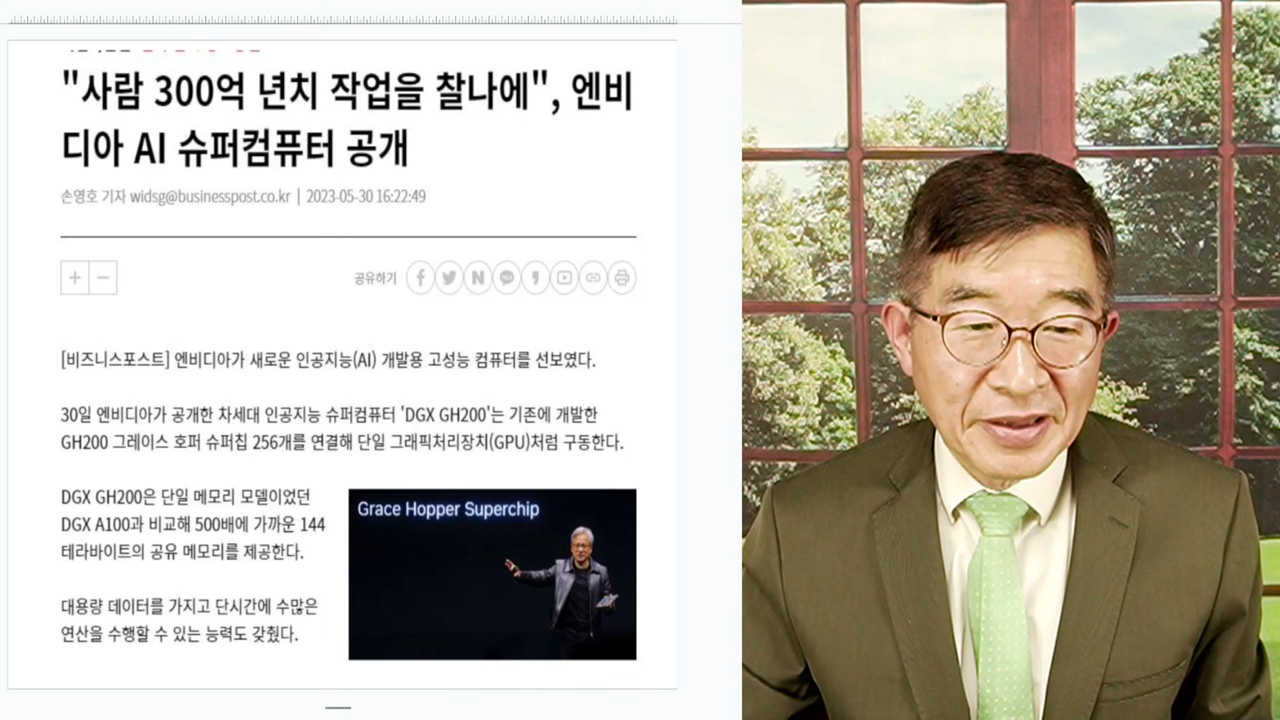 "사람 300억 년치 작업을 찰나에", 엔비
디아 AI 슈퍼컴퓨터 공개
손영호 기자 widsg@businesspost.co.kr | 2023-05-30 16:22:49
공유하기
[비즈니스포스트] 엔비디아가 새로운 인공지능(AI) 개발용 고성능 컴퓨터를 선보였다.
30일 엔비디아가 공개한 차세대 인공지능 슈퍼컴퓨터 'DGX GH200'는 기존에 개발한
GH200 그레이스 호퍼 슈퍼칩 256개를 연결해 단일 그래픽처리장치(GPU)처럼 구동한다.
DGX GH200은 단일 메모리 모델이었던
DGX A100과 비교해 500배에 가까운 144
테라바이트의 공유 메모리를 제공한다.
대용량 데이터를 가지고 단시간에 수많은
연산을 수행할 수 있는 능력도 갖췄다.
Grace Hopper Superchip